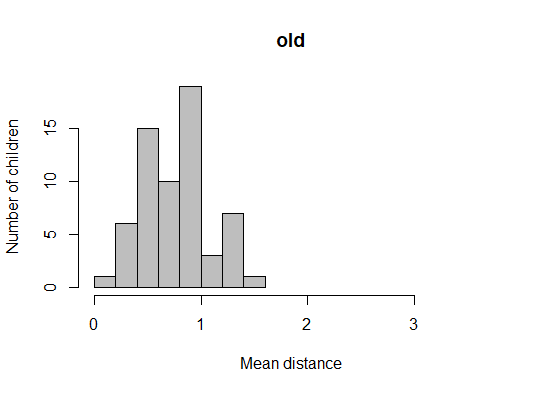 old
Number of children
15
10
5
0
0 1 2 3
Mean distance